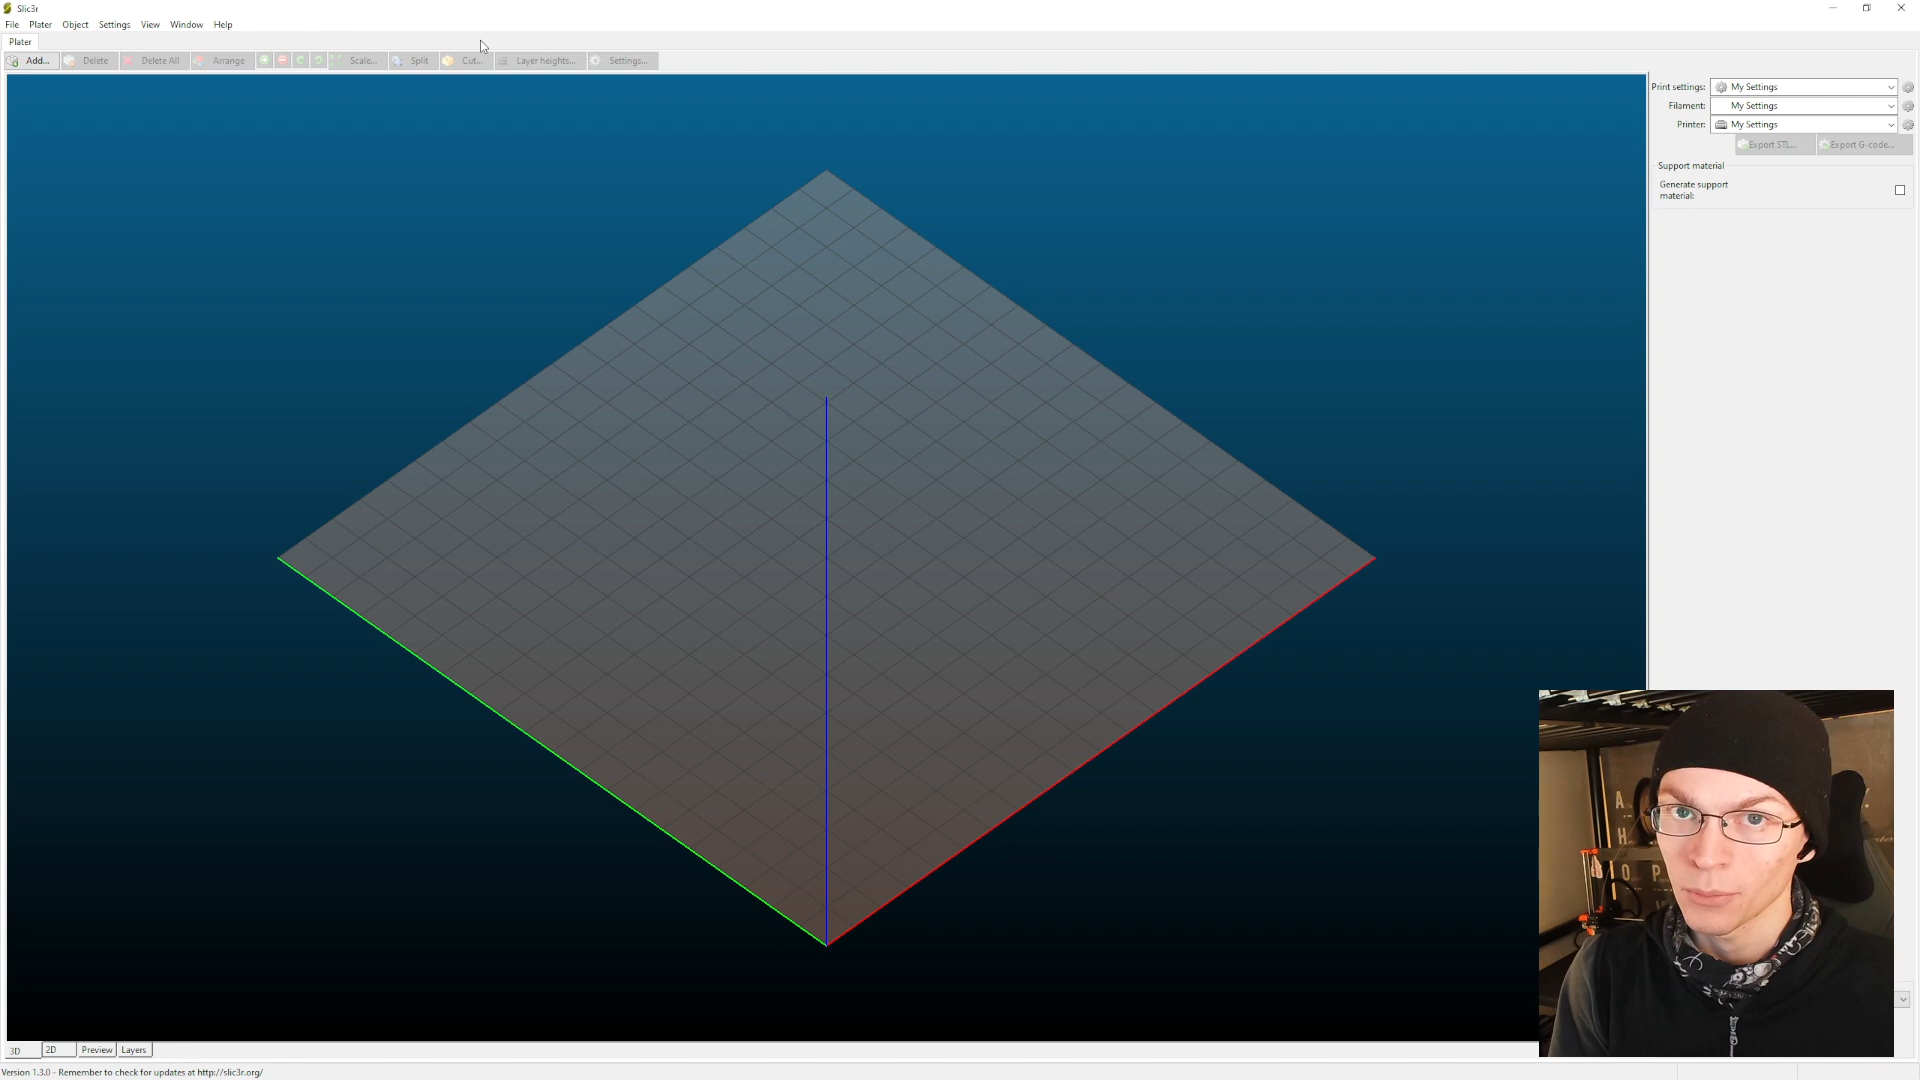 Slic3r
File Plater Object Settings View Window Help
Plater
Add... Delete Delete All Arrange Scale... Split Cut... Layer heights... Settings...
Print settings: My Settings
Filament: My Settings
Printer: My Settings
Export STL... Export G-code...
Support material
Generate support
material:
A
H
O P
3D 2D Preview Layers
Version 1.3.0 - Remember to check for updates at http://slic3r.org/